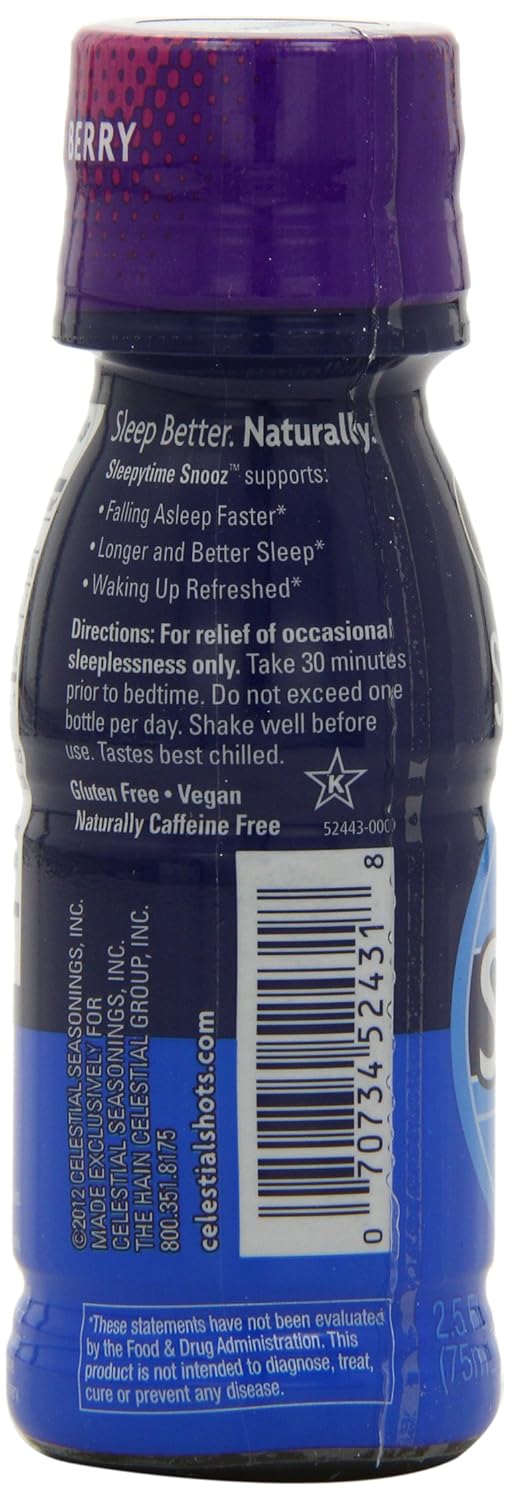 BERRY
Sleep Better. Naturally.
Sleepytime Snooz™ supports:
•Falling Asleep Faster*
•Longer and Better Sleep*
•Waking Up Refreshed*
Directions: For relief of occasional
sleeplessness only. Take 30 minutes
prior to bedtime. Do not exceed one
bottle per day. Shake well before
use. Tastes best chilled.
Gluten Free • Vegan
Naturally Caffeine Free
K
52443-000
©2012 CELESTIAL SEASONINGS, INC.
MADE EXCLUSIVELY FOR
CELESTIAL SEASONINGS, INC.
THE HAIN CELESTIAL GROUP, INC.
800.351.8175
celestialshots.com
0 70734 52431 8
*These statements have not been evaluated
by the Food & Drug Administration. This
product is not intended to diagnose, treat,
cure or prevent any disease.
2.5 F
(75m